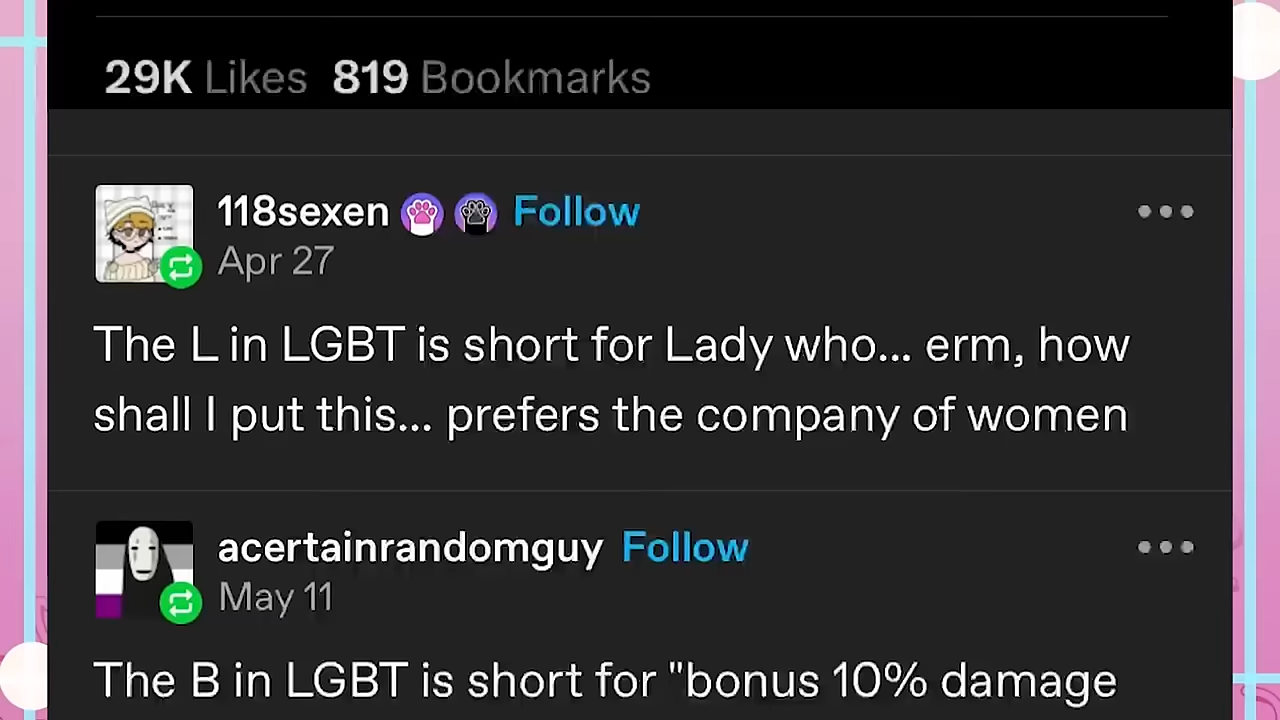 29K Likes 819 Bookmarks
118sexen Follow
Apr 27
The L in LGBT is short for Lady who... erm, how
shall I put this... prefers the company of women
acertainrandomguy Follow
May 11
The B in LGBT is short for "bonus 10% damage